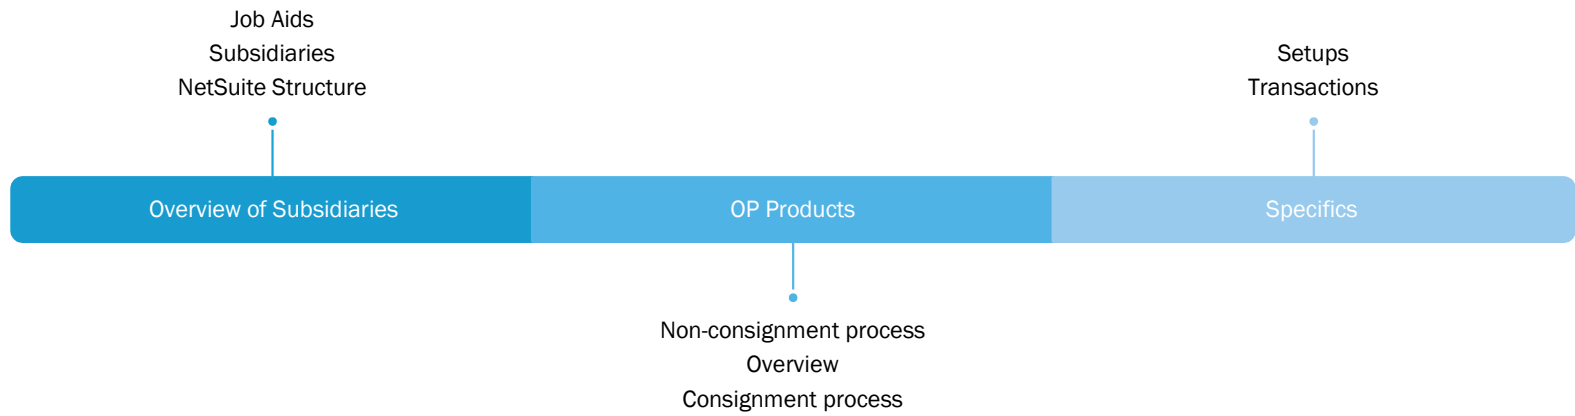 Job Aids
Subsidiaries
NetSuite Structure
Setups
Transactions
Overview of Subsidiaries
OP Products
Specifics
Non-consignment process
Overview
Consignment process